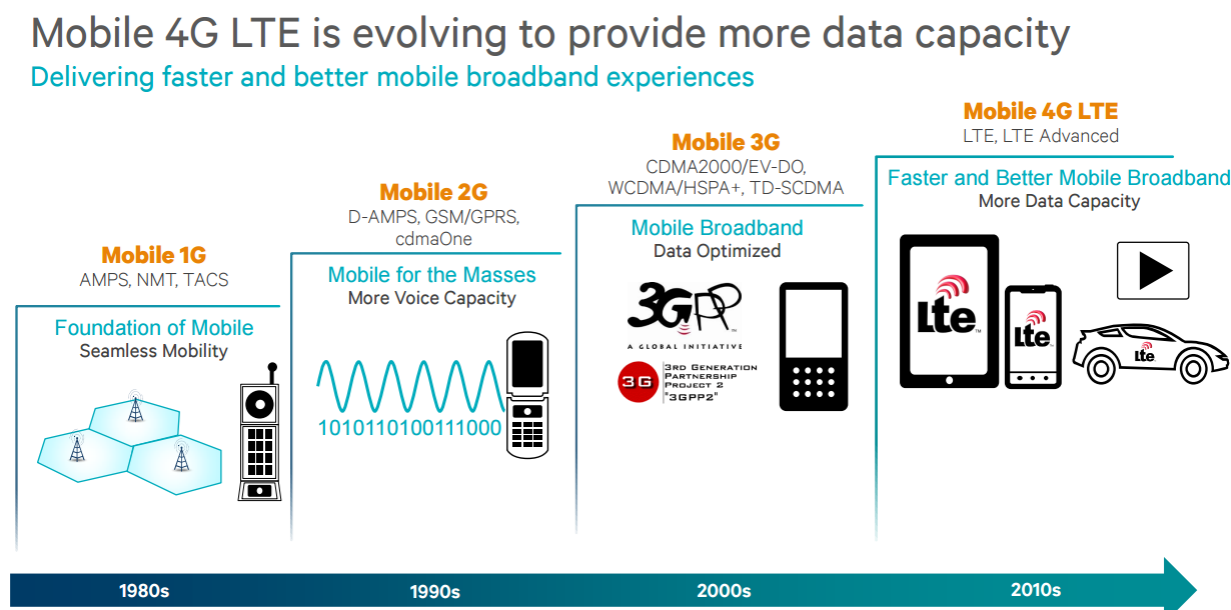 Mobile 4G LTE is evolving to provide more data capacity
Delivering faster and better mobile broadband experiences
Mobile 1G
AMPS, NMT, TACS
Foundation of Mobile
Seamless Mobility
Mobile 2G
D-AMPS, GSM/GPRS,
cdmaOne
Mobile for the Masses
More Voice Capacity
1010110100111000
Mobile 3G
CDMA2000/EV-DO,
WCDMA/HSPA+, TD-SCDMA
Mobile Broadband
Data Optimized
3GPP™
A GLOBAL INITIATIVE
3G
3RD GENERATION
PARTNERSHIP
PROJECT 2
"3GPP2"
Mobile 4G LTE
LTE, LTE Advanced
Faster and Better Mobile Broadband
More Data Capacity
Lte™
Lte
Lte
1980s
1990s
2000s
2010s